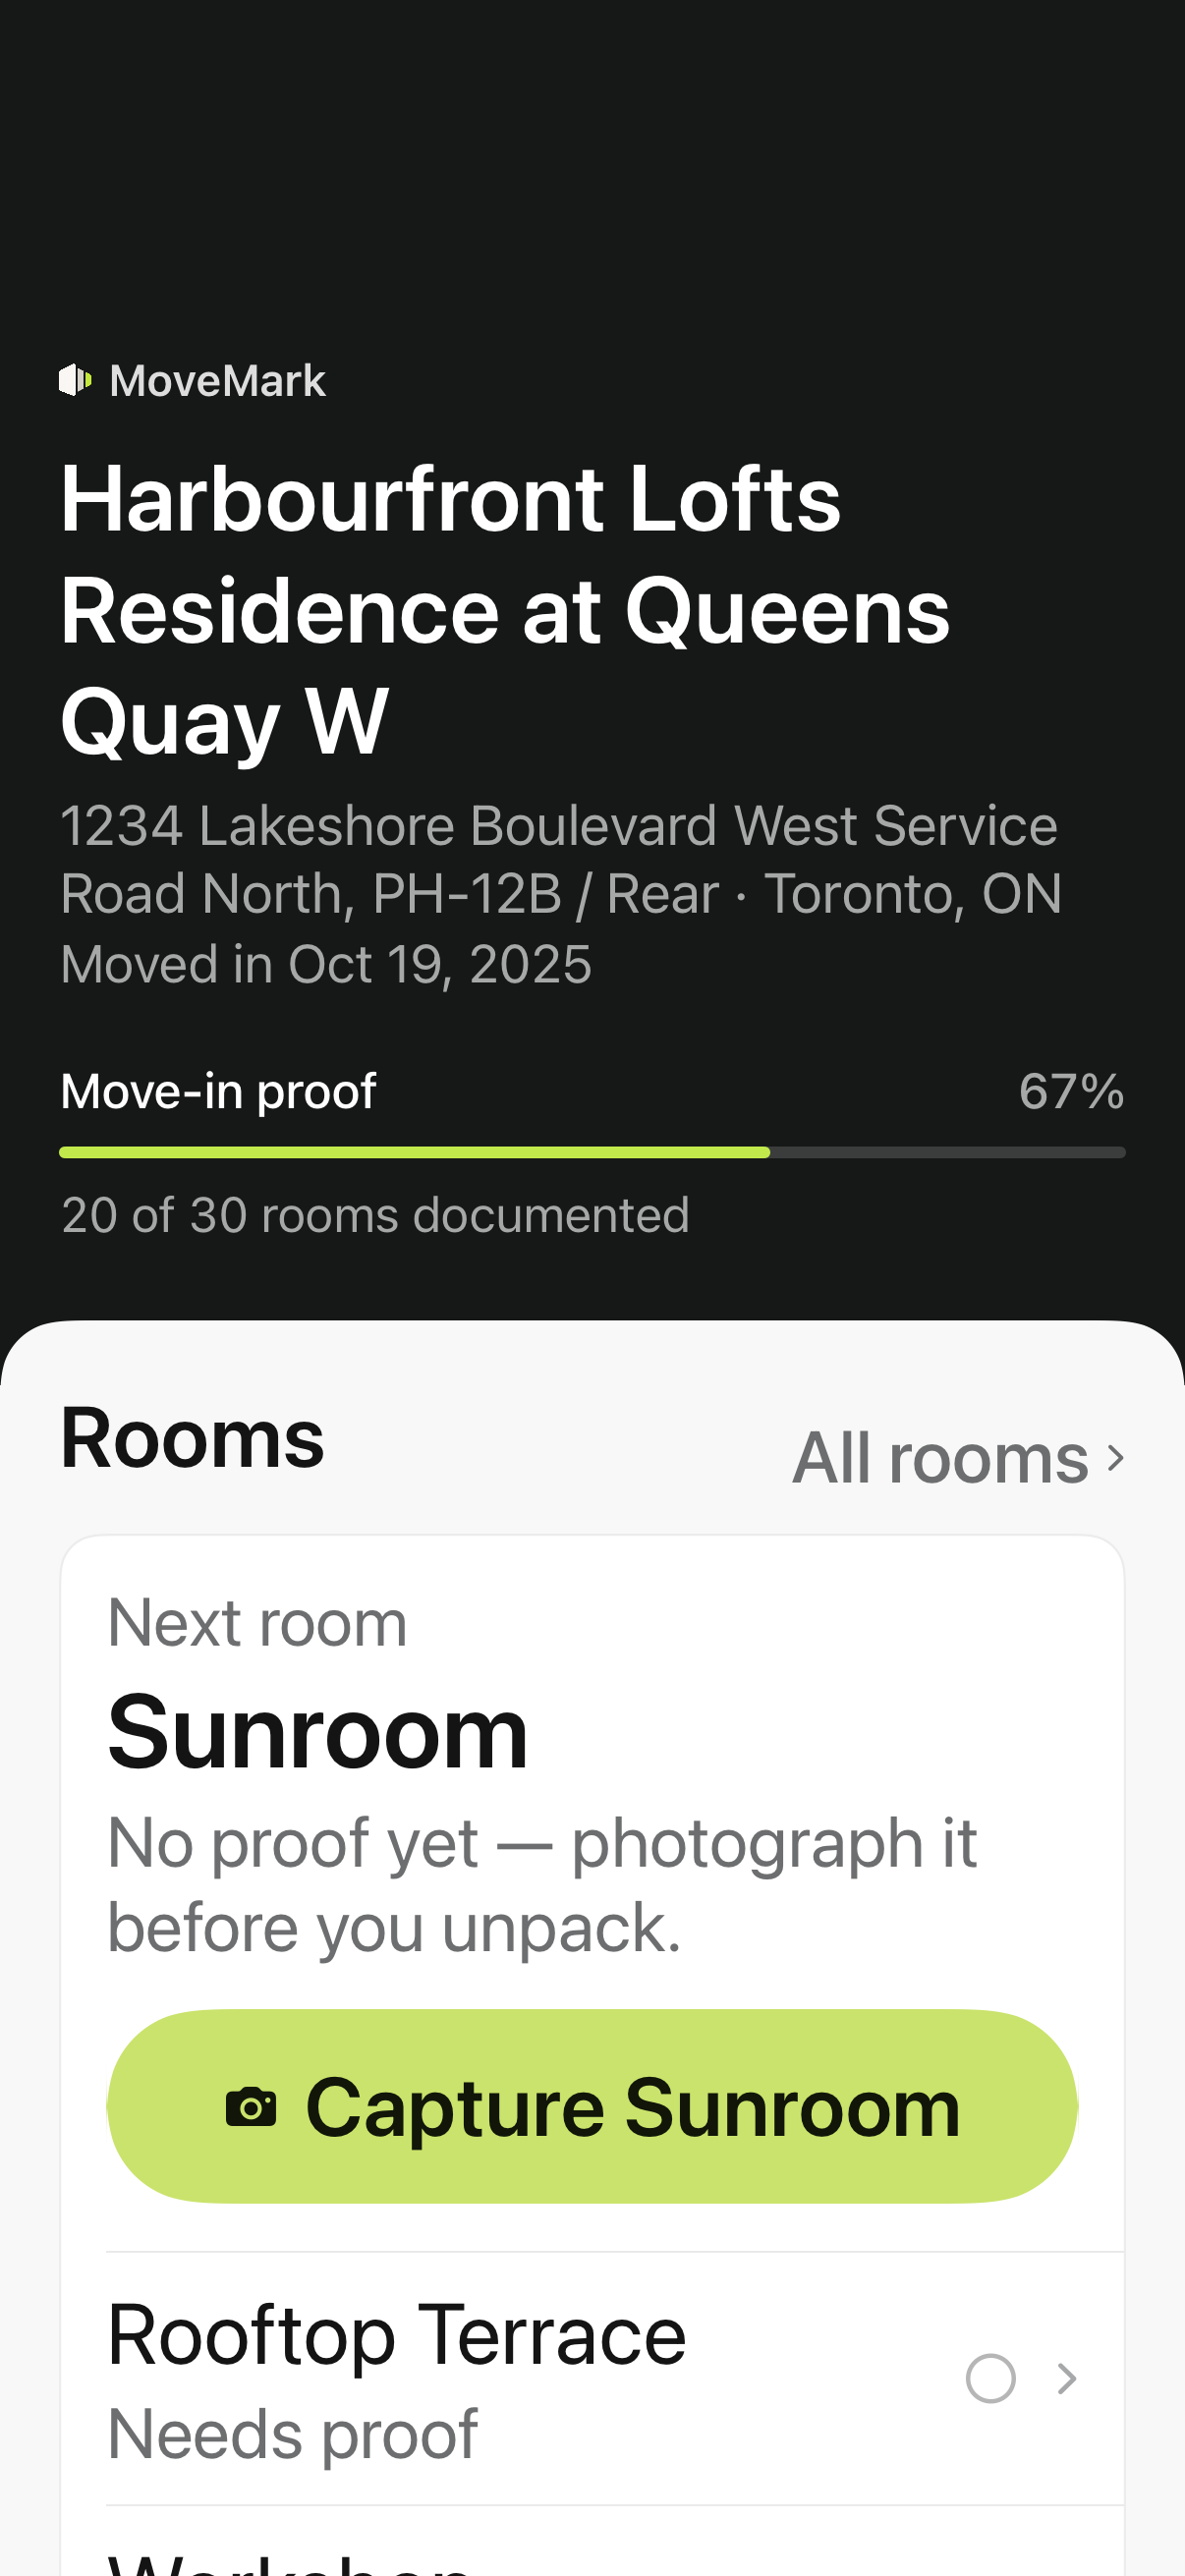 MoveMark
Harbourfront Lofts
Residence at Queens
Quay W
1234 Lakeshore Boulevard West Service
Road North, PH-12B / Rear · Toronto, ON
Moved in Oct 19, 2025
Move-in proof 67%
20 of 30 rooms documented
Rooms All rooms
Next room
Sunroom
No proof yet — photograph it
before you unpack.
Capture Sunroom
Rooftop Terrace
Needs proof
Workshop